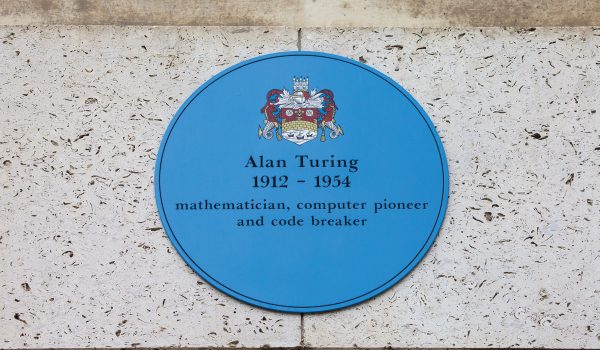 Alan Turing
1912 – 1954
mathematician, computer pioneer
and code breaker